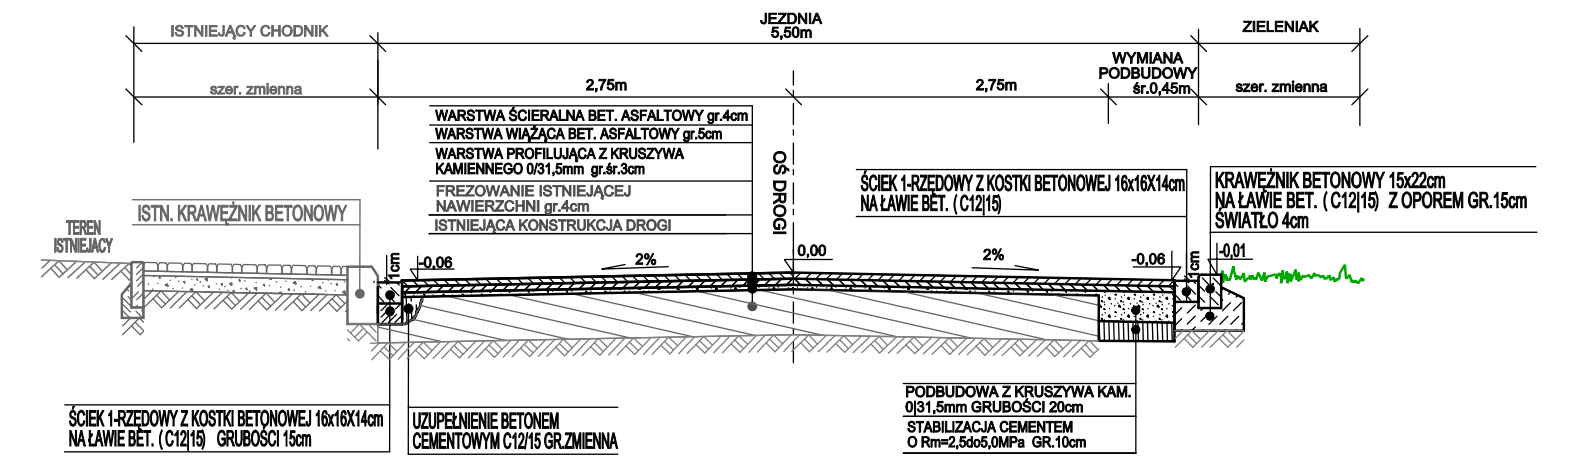 ISTNIEJĄCY CHODNIK
JEZDNIA
5,50m
ZIELENIAK
szer. zmienna
2,75m
2,75m
WYMIANA
PODBUDOWY
śr.0,45m
szer. zmienna
WARSTWA ŚCIERALNA BET. ASFALTOWY gr.4cm
WARSTWA WIĄŻĄCA BET. ASFALTOWY gr.5cm
WARSTWA PROFILUJĄCA Z KRUSZYWA
KAMIENNEGO 0/31,5mm gr.śr.3cm
FREZOWANIE ISTNIEJĄCEJ
NAWIERZCHNI gr.4cm
ISTNIEJĄCA KONSTRUKCJA DROGI
OŚ DROGI
ŚCIEK 1-RZĘDOWY Z KOSTKI BETONOWEJ 16x16X14cm
NA ŁAWIE BET. ( C12|15)
KRAWĘŻNIK BETONOWY 15x22cm
NA ŁAWIE BET. ( C12|15) Z OPOREM GR.15cm
ŚWIATŁO 4cm
ISTN. KRAWĘŻNIK BETONOWY
TEREN
ISTNIEJACY
1cm
-0,06
2%
0,00
2%
-0,06
1cm
-0,01
ŚCIEK 1-RZĘDOWY Z KOSTKI BETONOWEJ 16x16X14cm
NA ŁAWIE BET. ( C12|15) GRUBOŚCI 15cm
UZUPEŁNIENIE BETONEM
CEMENTOWYM C12/15 GR.ZMIENNA
PODBUDOWA Z KRUSZYWA KAM.
0|31,5mm GRUBOŚCI 20cm
STABILIZACJA CEMENTEM
O Rm=2,5do5,0MPa GR.10cm